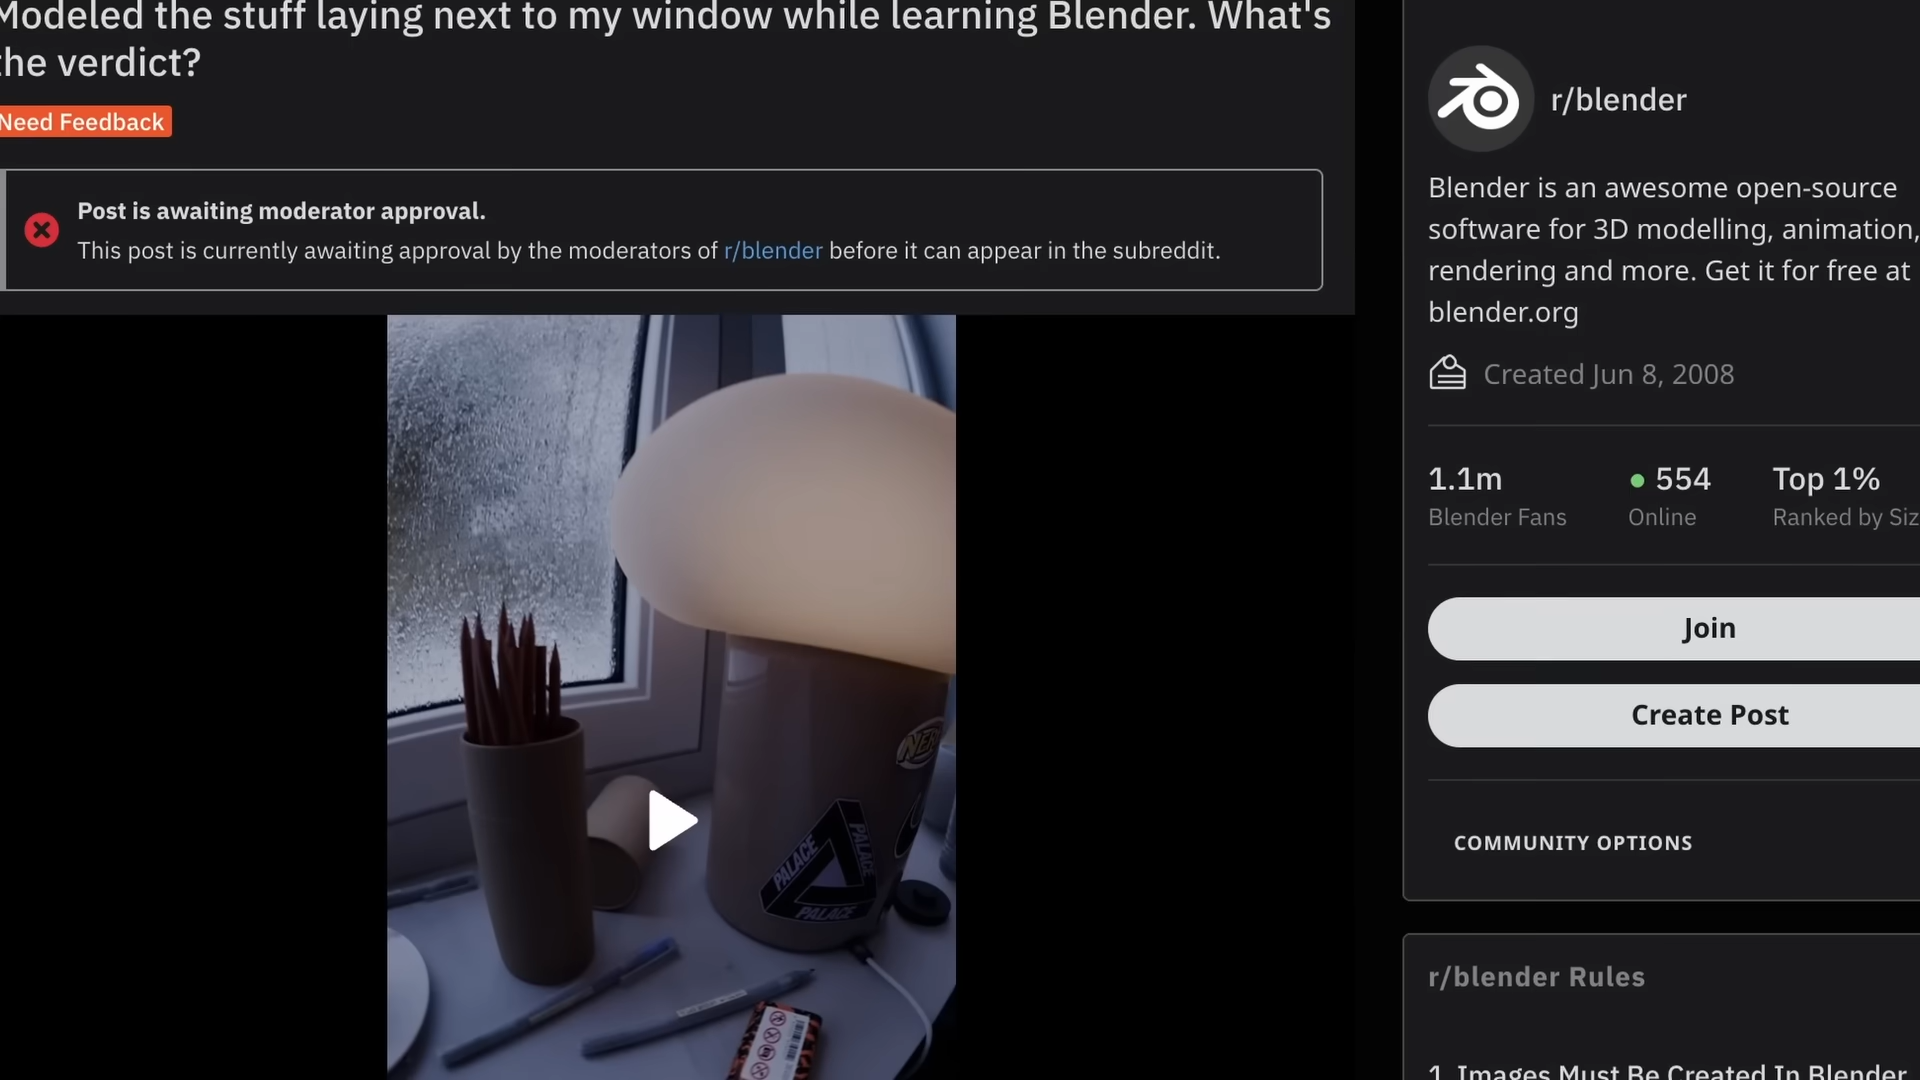 Modeled the stuff laying next to my window while learning Blender. What's
the verdict?
Need Feedback
Post is awaiting moderator approval.
This post is currently awaiting approval by the moderators of r/blender before it can appear in the subreddit.
r/blender
Blender is an awesome open-source
software for 3D modelling, animation,
rendering and more. Get it for free at
blender.org
Created Jun 8, 2008
1.1m
Blender Fans
554
Online
Top 1%
Ranked by Siz
Join
Create Post
COMMUNITY OPTIONS
r/blender Rules
1. Images Must Be Created In Blender
NERF
PALACE
PALACE
PALACE